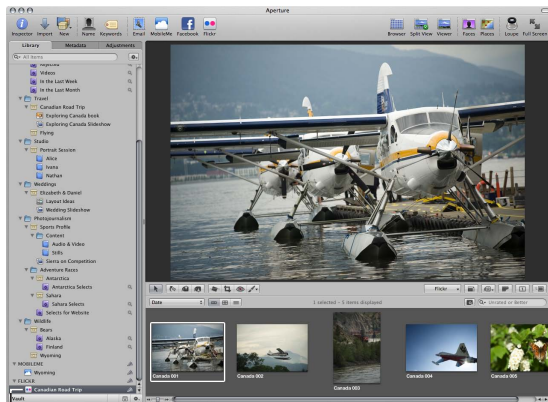 Aperture
Inspector Import New Name Keywords Email MobileMe Facebook Flickr Browser Split View Viewer Faces Places Loupe Full Screen
Library Metadata Adjustments
All Items
Rejected
Videos
In the Last Week
In the Last Month
Travel
Canadian Road Trip
Exploring Canada book
Exploring Canada Slideshow
Flying
Studio
Portrait Session
Alice
Ivana
Nathan
Weddings
Elizabeth & Daniel
Layout Ideas
Wedding Slideshow
Photojournalism
Sports Profile
Content
Audio & Video
Stills
Sierra on Competition
Adventure Races
Antarctica
Antarctica Selects
Sahara
Sahara Selects
Selects for Website
Wildlife
Bears
Alaska
Finland
Wyoming
MOBILEME
Wyoming
FLICKR
Canadian Road Trip
Vault
Flickr
Date
1 selected - 5 items displayed
Unrated or Better
Canada 001
Canada 002
Canada 003
Canada 004
Canada 005